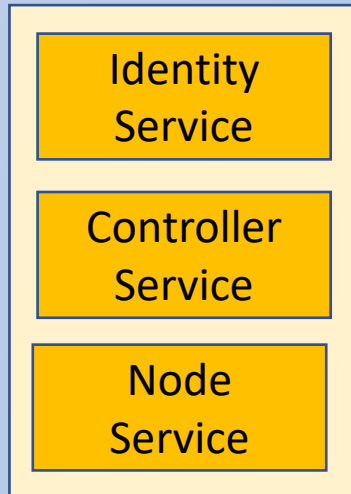 Identity
Service
Controller
Service
Node
Service